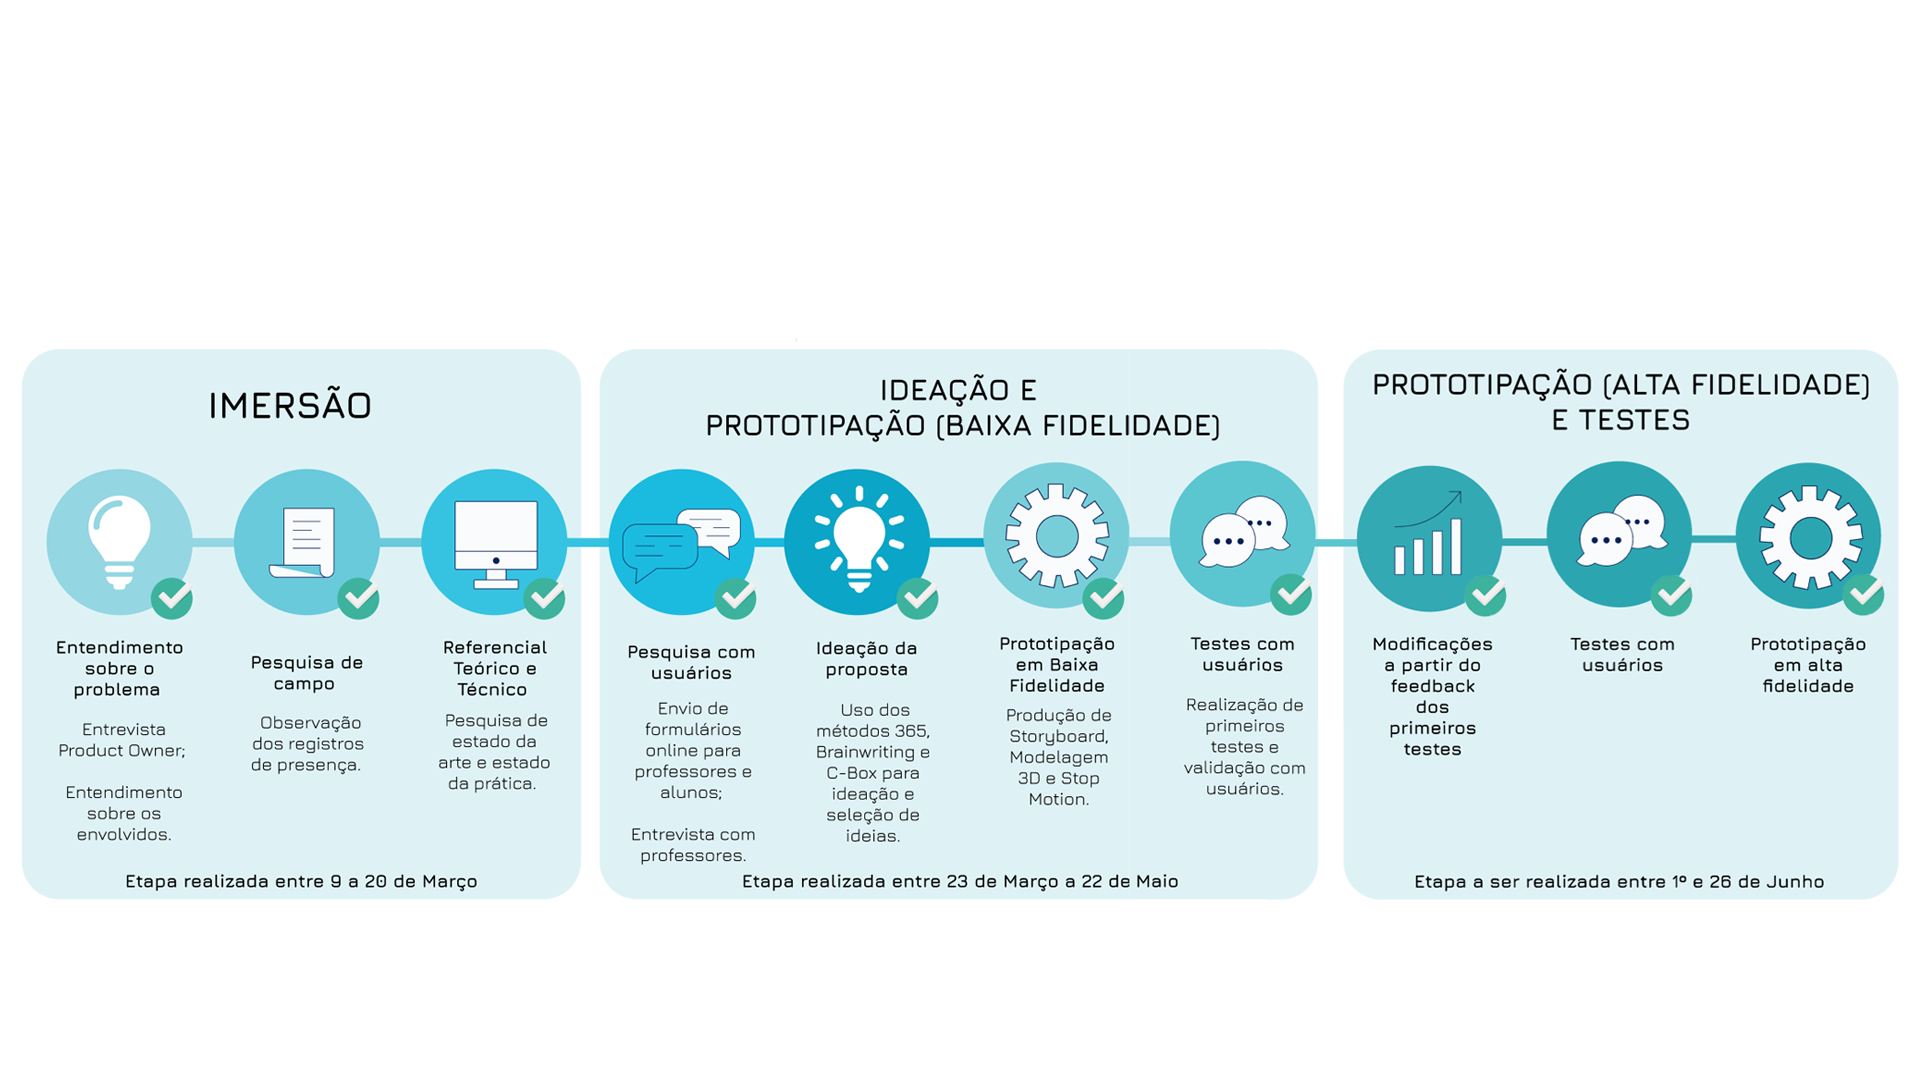 IMERSÃO
Entendimento
sobre o
problema
Entrevista
Product Owner;
Entendimento
sobre os
envolvidos.
Pesquisa de
campo
Observação
dos registros
de presença.
Referencial
Teórico e
Técnico
Pesquisa de
estado da
arte e estado
da prática.
Etapa realizada entre 9 a 20 de Março
IDEAÇÃO E
PROTOTIPAÇÃO (BAIXA FIDELIDADE)
Pesquisa com
usuários
Envio de
formulários
online para
professores e
alunos;
Entrevista com
professores.
Ideação da
proposta
Uso dos
métodos 365,
Brainwriting e
C-Box para
ideação e
seleção de
ideias.
Prototipação
em Baixa
Fidelidade
Produção de
Storyboard,
Modelagem
3D e Stop
Motion.
Testes com
usuários
Realização de
primeiros
testes e
validação com
usuários.
Etapa realizada entre 23 de Março a 22 de Maio
PROTOTIPAÇÃO (ALTA FIDELIDADE)
E TESTES
Modificações
a partir do
feedback
dos
primeiros
testes
Testes com
usuários
Prototipação
em alta
fidelidade
Etapa a ser realizada entre 1º e 26 de Junho